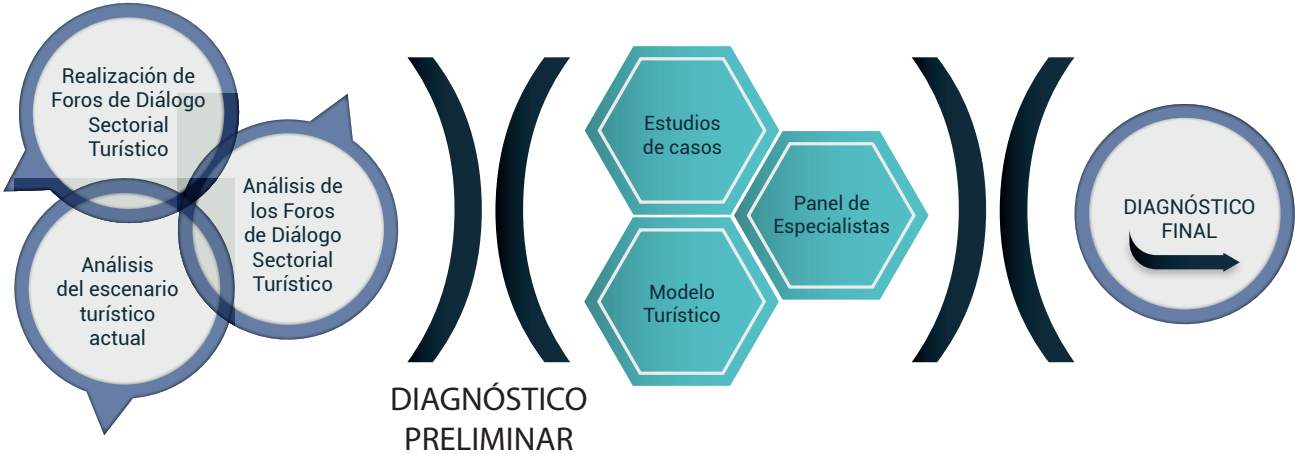 Realización de
Foros de Diálogo
Sectorial
Turístico
Análisis de
los Foros
de Diálogo
Sectorial
Turístico
Análisis
del escenario
turístico
actual
DIAGNÓSTICO
PRELIMINAR
Estudios
de casos
Panel de
Especialistas
Modelo
Turístico
DIAGNÓSTICO
FINAL